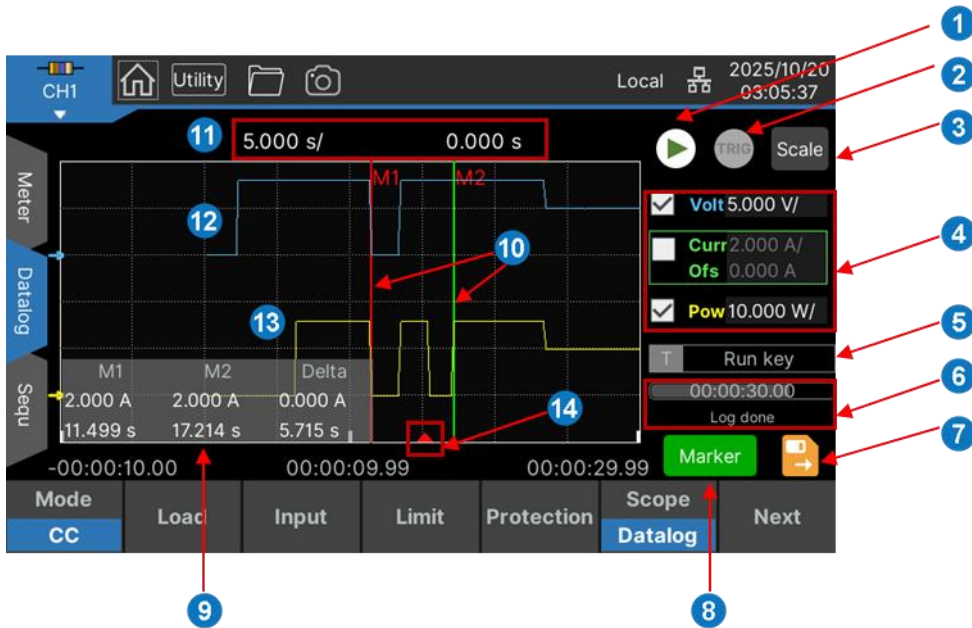 1
2025/10/20
CH1
Utility
Local
03:05:37
2
11
5.000 s/ 0.000 s
TRIG
Scale
3
Meter
M1
M2
12
Volt 5.000 V/
10
Curr 2.000 A/
4
Ofs 0.000 A
Datalog
13
Pow 10.000 W/
5
T Run key
M1 M2 Delta
00:00:30.00
6
Sequ
2.000 A 2.000 A 0.000 A
14
Log done
11.499 s 17.214 s 5.715 s
7
Marker
-00:00:10.00 00:00:09.99 00:00:29.99
Mode
Scope
Load Input Limit Protection Next
CC
Datalog
9
8